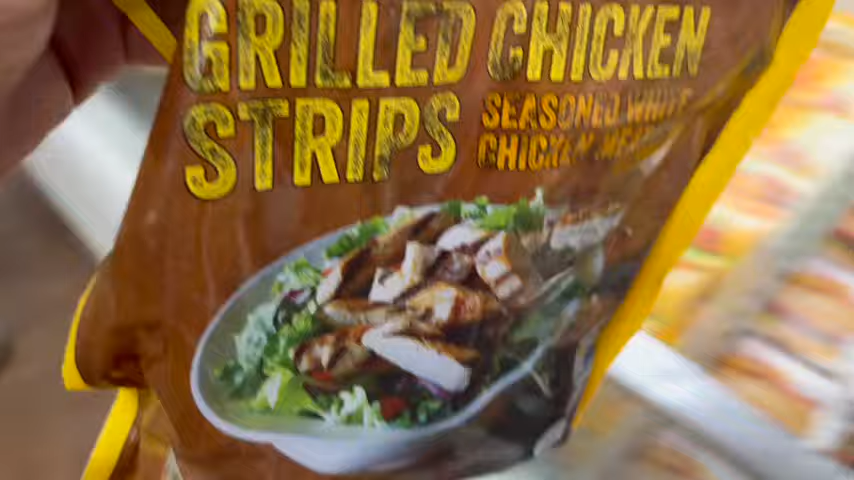 GRILLED CHICKEN
STRIPS
SEASONED WHITE
CHICKEN MEAT